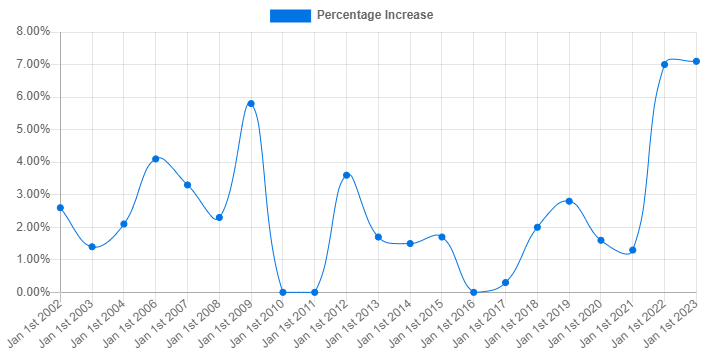 Percentage Increase
8.00%
7.00%
6.00%
5.00%
4.00%
3.00%
2.00%
1.00%
0.00%
Jan 1st 2002
Jan 1st 2003
Jan 1st 2004
Jan 1st 2006
Jan 1st 2007
Jan 1st 2008
Jan 1st 2009
Jan 1st 2010
Jan 1st 2011
Jan 1st 2012
Jan 1st 2013
Jan 1st 2014
Jan 1st 2015
Jan 1st 2016
Jan 1st 2017
Jan 1st 2018
Jan 1st 2019
Jan 1st 2020
Jan 1st 2021
Jan 1st 2022
Jan 1st 2023